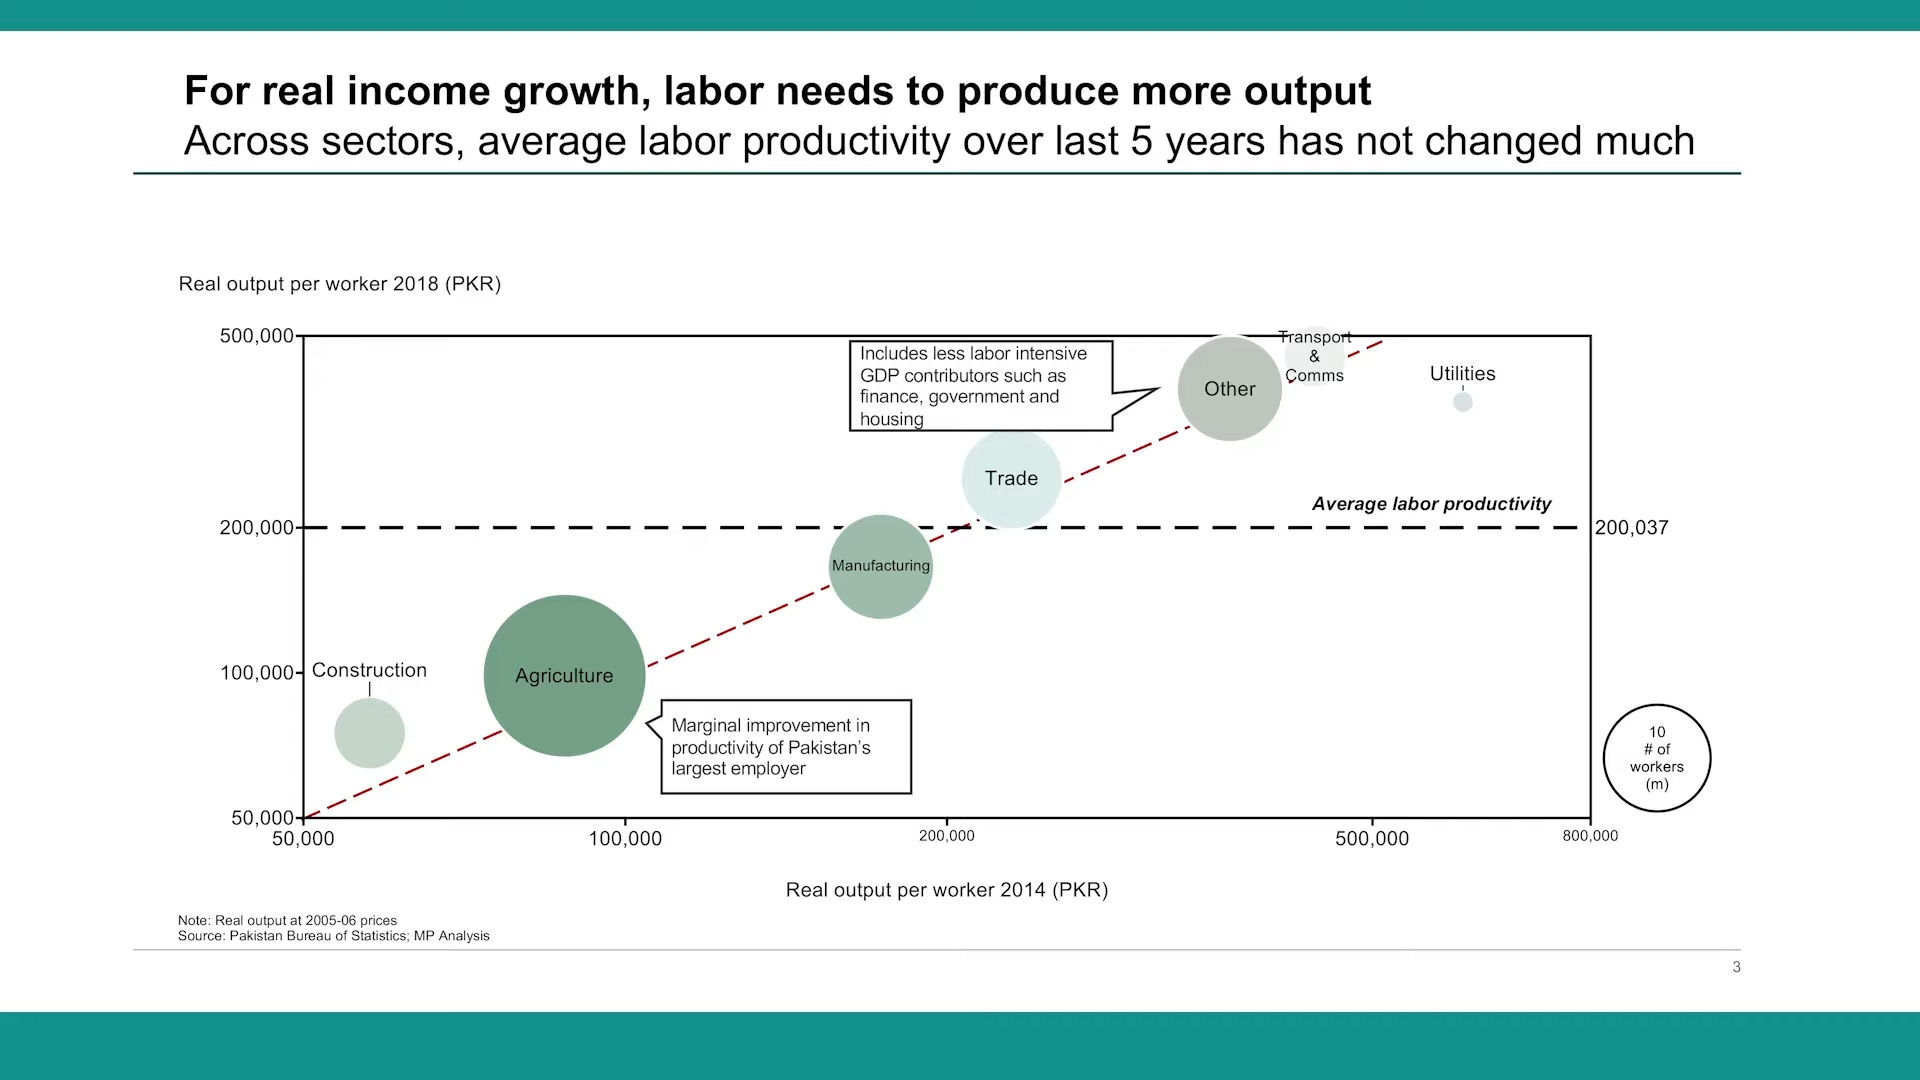 For real income growth, labor needs to produce more output
Across sectors, average labor productivity over last 5 years has not changed much
Real output per worker 2018 (PKR)
500,000
200,000
100,000
50,000
Includes less labor intensive
GDP contributors such as
finance, government and
housing
Other
Transport
&
Comms
Utilities
Trade
Average labor productivity
200,037
Manufacturing
Construction
Agriculture
Marginal improvement in
productivity of Pakistan's
largest employer
10
# of
workers
(m)
50,000
100,000
200,000
500,000
800,000
Real output per worker 2014 (PKR)
Note: Real output at 2005-06 prices
Source: Pakistan Bureau of Statistics; MP Analysis
3